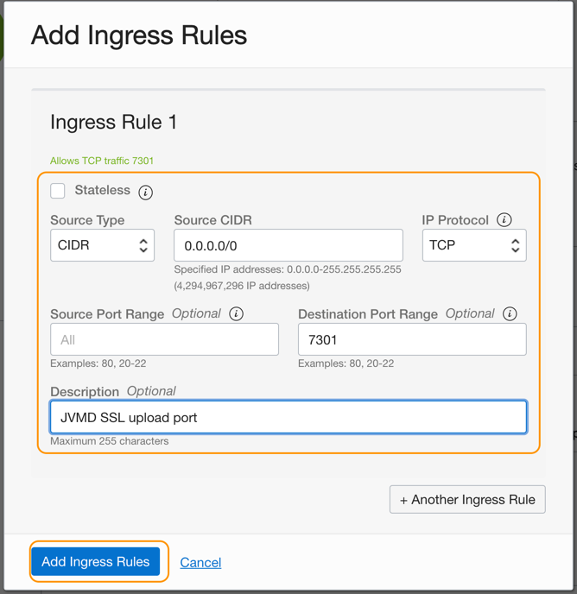 Add Ingress Rules
Ingress Rule 1
Allows TCP traffic 7301
Stateless
Source Type Source CIDR IP Protocol
CIDR 0.0.0.0/0 TCP
Specified IP addresses: 0.0.0.0-255.255.255.255
(4,294,967,296 IP addresses)
Source Port Range Optional Destination Port Range Optional
All 7301
Examples: 80, 20-22 Examples: 80, 20-22
Description Optional
JVMD SSL upload port
Maximum 255 characters
+ Another Ingress Rule
Add Ingress Rules Cancel